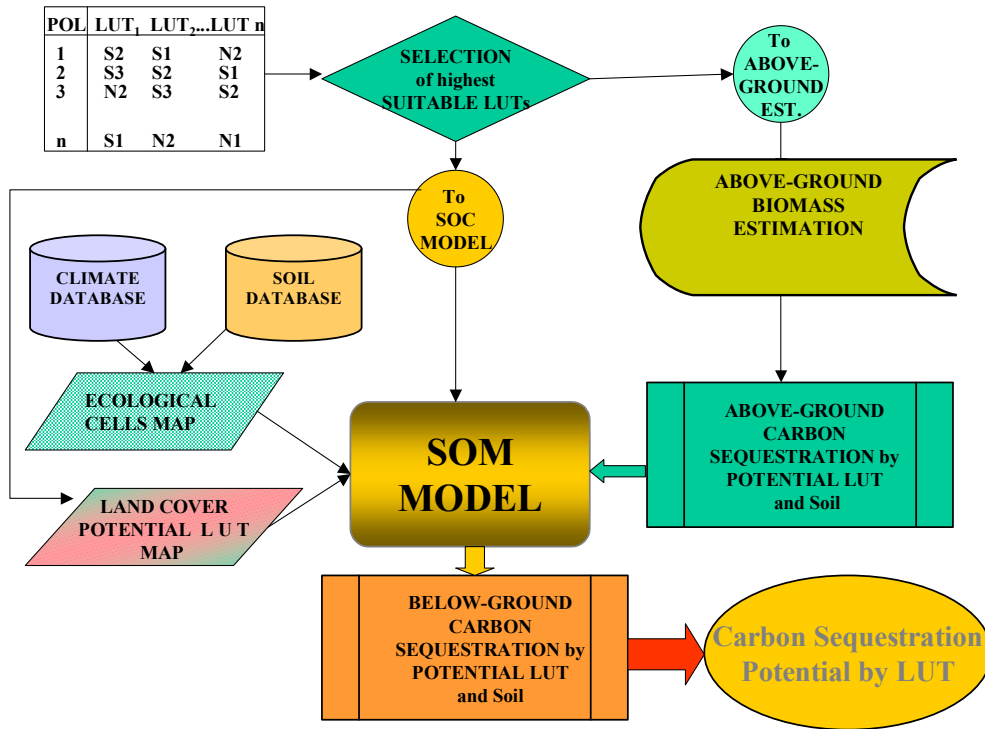 POL LUT1 LUT2...LUT n
1 S2 S1 N2
2 S3 S2 S1
3 N2 S3 S2
n S1 N2 N1
SELECTION
of highest
SUITABLE LUTs
To
ABOVE-
GROUND
EST.
To
SOC
MODEL
ABOVE-GROUND
BIOMASS
ESTIMATION
CLIMATE
DATABASE
SOIL
DATABASE
ECOLOGICAL
CELLS MAP
LAND COVER
POTENTIAL L U T
MAP
SOM
MODEL
ABOVE-GROUND
CARBON
SEQUESTRATION by
POTENTIAL LUT
and Soil
BELOW-GROUND
CARBON
SEQUESTRATION by
POTENTIAL LUT
and Soil
Carbon Sequestration
Potential by LUT